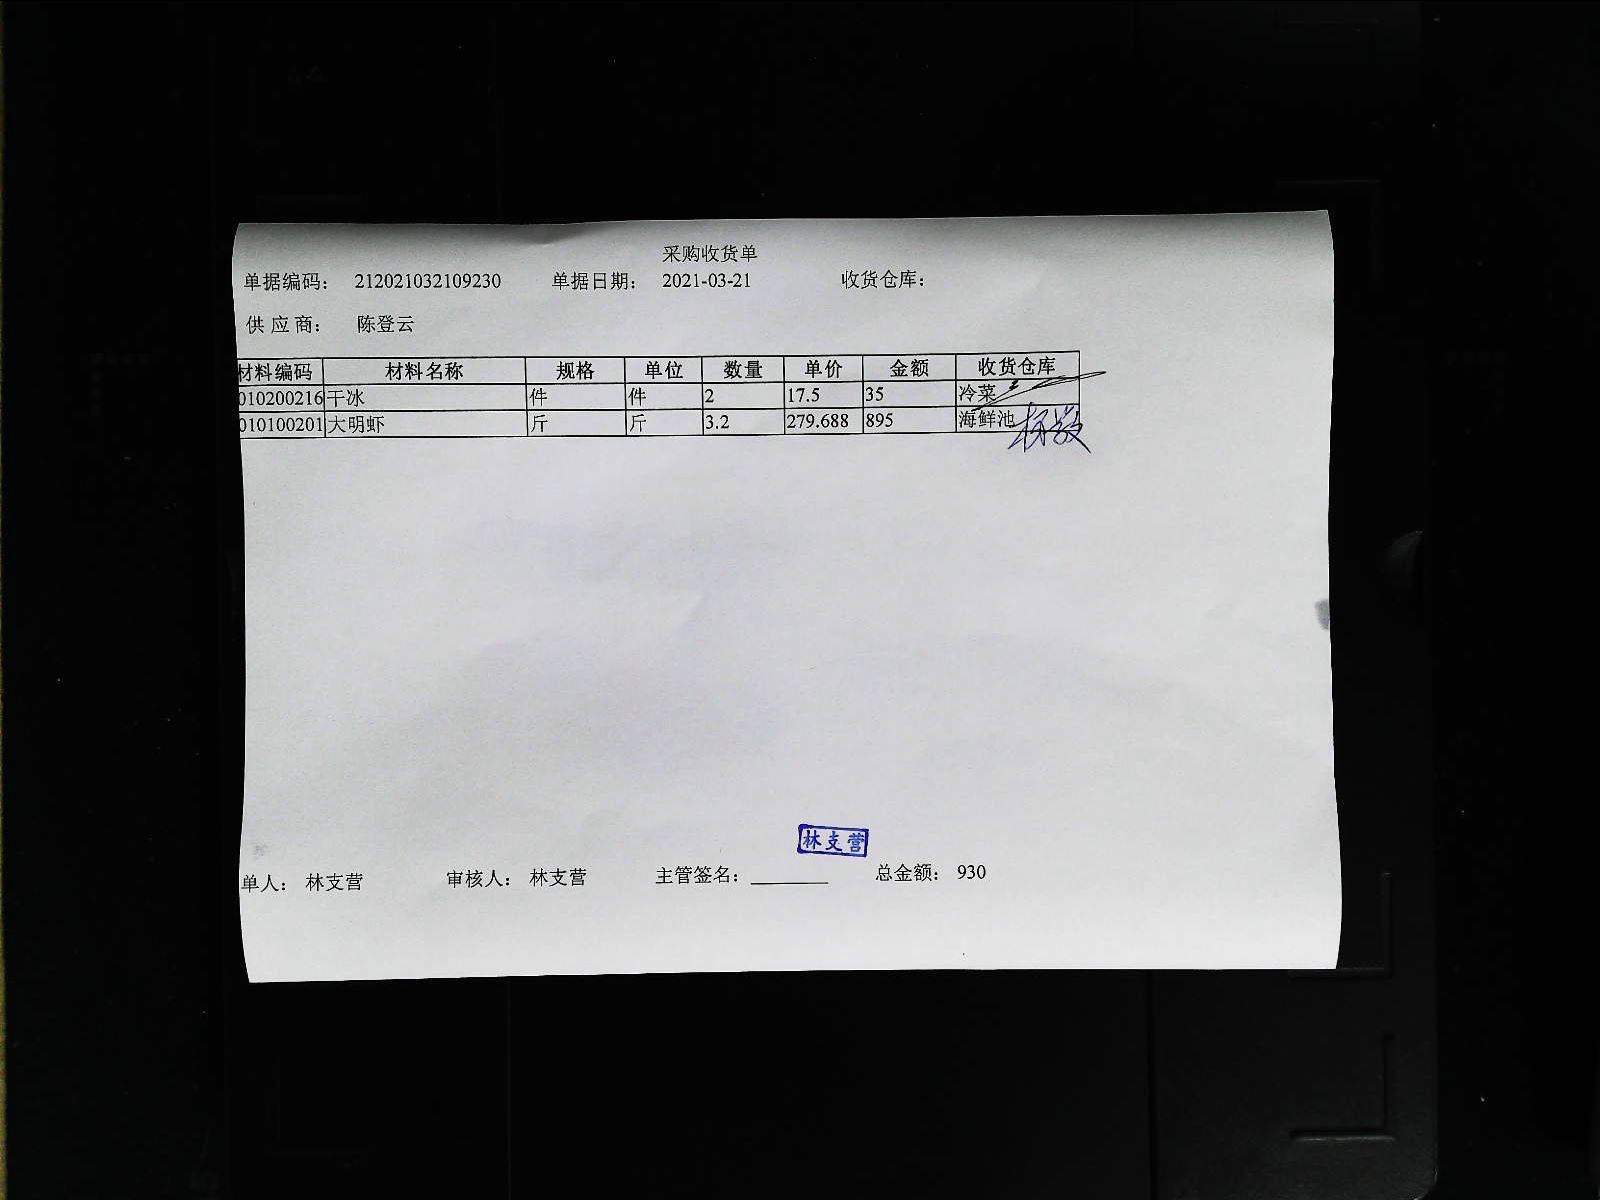 采购收货单
单据编码： 212021032109230 单据日期： 2021-03-21 收货仓库：
供应商： 陈登云
材料编码 材料名称 规格 单位 数量 单价 金额 收货仓库
010200216 干冰 件 件 2 17.5 35 冷菜
010100201 大明虾 斤 斤 3.2 279.688 895 海鲜池
林支营
单人： 林支营 审核人： 林支营 主管签名： 总金额： 930